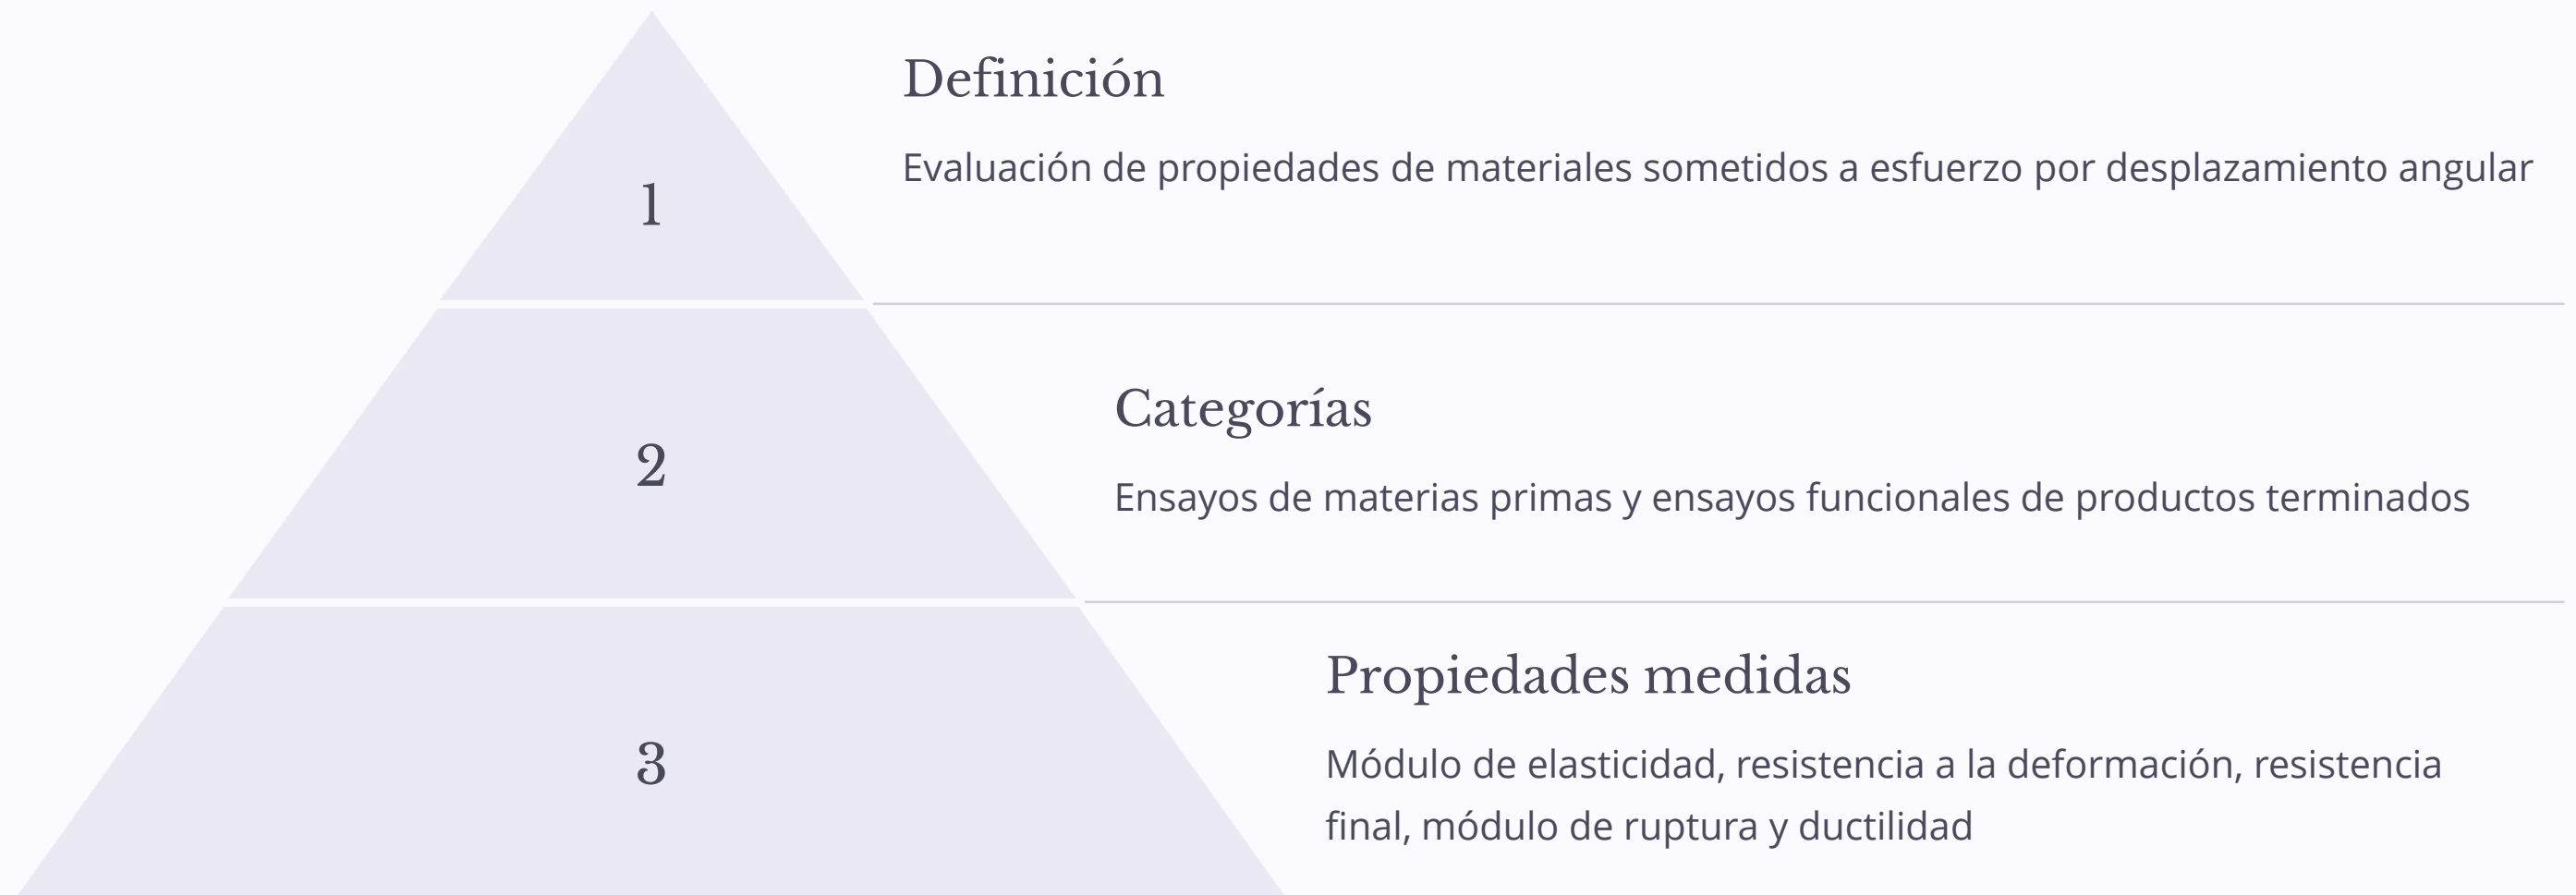 1
Definición
Evaluación de propiedades de materiales sometidos a esfuerzo por desplazamiento angular
2
Categorías
Ensayos de materias primas y ensayos funcionales de productos terminados
3
Propiedades medidas
Módulo de elasticidad, resistencia a la deformación, resistencia
final, módulo de ruptura y ductilidad